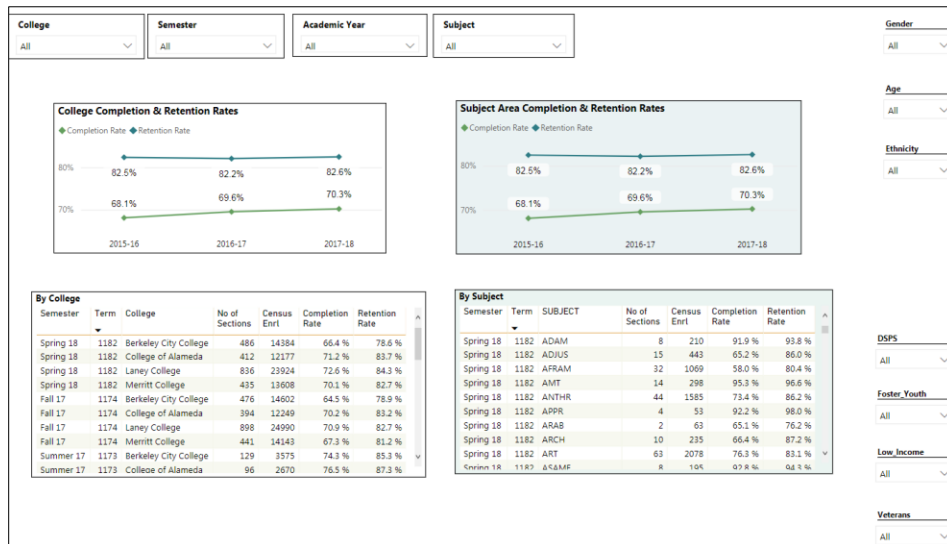 College
All
Semester
All
Academic Year
All
Subject
All
Gender
All
Age
All
Ethnicity
All
College Completion & Retention Rates
Completion Rate Retention Rate
80%
82.5% 82.2% 82.6%
68.1% 69.6% 70.3%
70%
2015-16 2016-17 2017-18
Subject Area Completion & Retention Rates
Completion Rate Retention Rate
80%
82.5% 82.2% 82.6%
68.1% 69.6% 70.3%
70%
2015-16 2016-17 2017-18
By College
Semester Term College No of Sections Census Enrl Completion Rate Retention Rate
Spring 18 1182 Berkeley City College 486 14384 66.4 % 78.6 %
Spring 18 1182 College of Alameda 412 12177 71.2 % 83.7 %
Spring 18 1182 Laney College 836 23924 72.6 % 84.3 %
Spring 18 1182 Merritt College 435 13608 70.1 % 82.7 %
Fall 17 1174 Berkeley City College 476 14602 64.5 % 78.9 %
Fall 17 1174 College of Alameda 394 12249 70.2 % 83.2 %
Fall 17 1174 Laney College 898 24990 70.9 % 82.7 %
Fall 17 1174 Merritt College 441 14143 67.3 % 81.2 %
Summer 17 1173 Berkeley City College 129 3575 74.3 % 85.3 %
Summer 17 1173 College of Alameda 96 2670 76.5 % 87.3 %
By Subject
Semester Term SUBJECT No of Sections Census Enrl Completion Rate Retention Rate
Spring 18 1182 ADAM 8 210 91.9 % 93.8 %
Spring 18 1182 ADJUS 15 443 65.2 % 86.0 %
Spring 18 1182 AFRAM 32 1069 58.0 % 80.4 %
Spring 18 1182 AMT 14 298 95.3 % 96.6 %
Spring 18 1182 ANTHR 44 1585 73.4 % 86.2 %
Spring 18 1182 APPR 4 53 92.2 % 98.0 %
Spring 18 1182 ARAB 2 63 65.1 % 76.2 %
Spring 18 1182 ARCH 10 235 66.4 % 87.2 %
Spring 18 1182 ART 63 2078 76.3 % 83.1 %
Spring 18 1182 ASAME 8 195 92.8 % 94.3 %
DSPS
All
Foster_Youth
All
Low_Income
All
Veterans
All